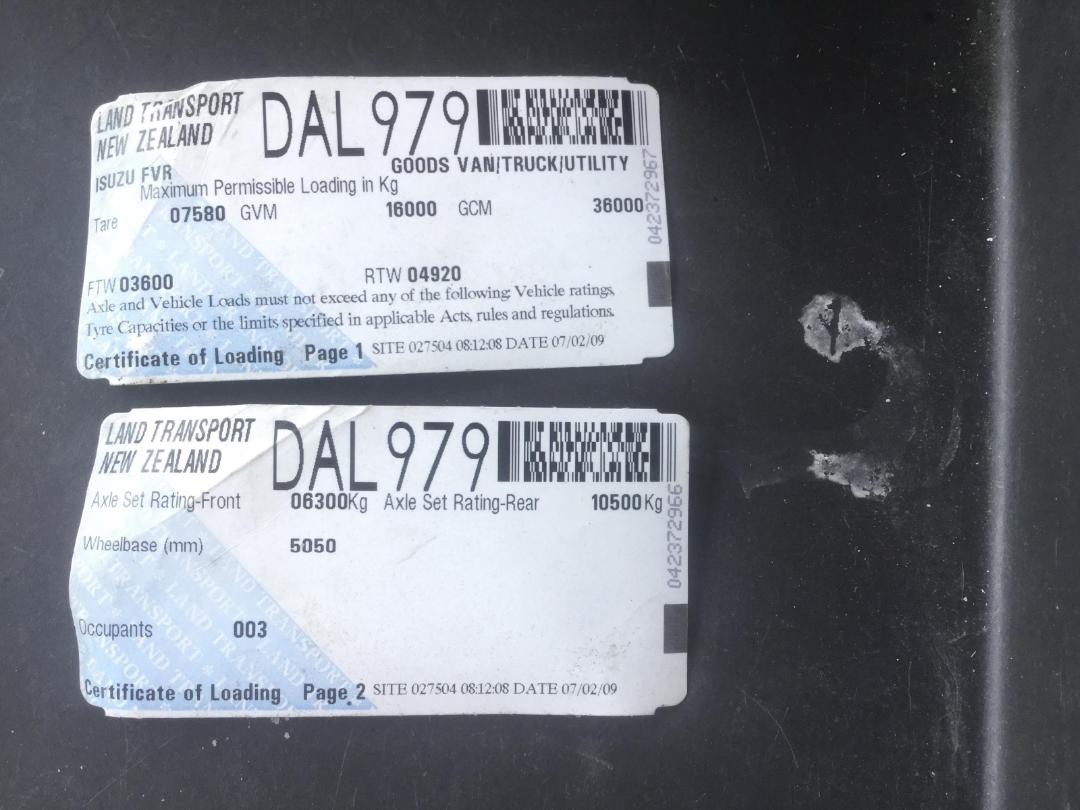 LAND TRANSPORT
NEW ZEALAND
DAL979
GOODS VAN/TRUCK/UTILITY
ISUZU FVR
Maximum Permissible Loading in Kg
Tare 07580 GVM 16000 GCM 36000
042372967
FTW 03600 RTW 04920
Axle and Vehicle Loads must not exceed any of the following Vehicle ratings,
Tyre Capacities or the limits specified in applicable Acts, rules and regulations.
Certificate of Loading Page 1 SITE 027504 08:12:08 DATE 07/02/09
LAND TRANSPORT
NEW ZEALAND
DAL979
Axle Set Rating-Front 06300Kg Axle Set Rating-Rear 10500Kg
042372966
Wheelbase (mm) 5050
Occupants 003
Certificate of Loading Page 2 SITE 027504 08:12:08 DATE 07/02/09